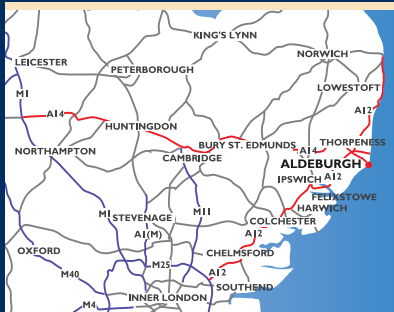 KING'S LYNN
NORWICH
LEICESTER
PETERBOROUGH
LOWESTOFT
M1
A12
A14
HUNTINGDON
BURY ST. EDMUNDS
THORPENESS
A14
NORTHAMPTON
CAMBRIDGE
ALDEBURGH
IPSWICH
A12
FELIXSTOWE
HARWICH
M1
STEVENAGE
M11
COLCHESTER
A1(M)
A12
OXFORD
CHELMSFORD
M25
M40
A12
SOUTHEND
INNER LONDON
M4